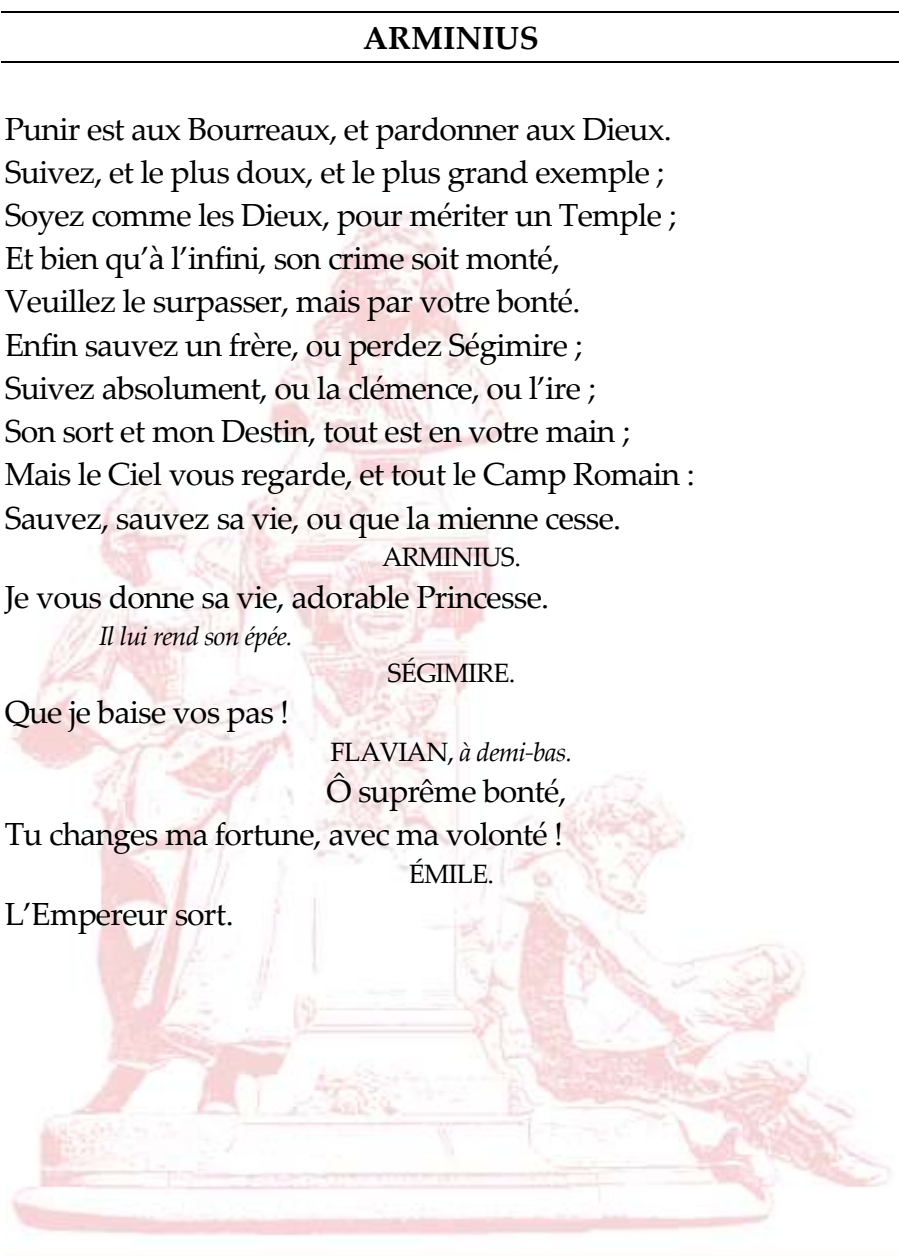 ARMINIUS
Punir est aux Bourreaux, et pardonner aux Dieux.
Suivez, et le plus doux, et le plus grand exemple ;
Soyez comme les Dieux, pour mériter un Temple ;
Et bien qu’à l’infini, son crime soit monté,
Veuillez le surpasser, mais par votre bonté.
Enfin sauvez un frère, ou perdez Ségimire ;
Suivez absolument, ou la clémence, ou l’ire ;
Son sort et mon Destin, tout est en votre main ;
Mais le Ciel vous regarde, et tout le Camp Romain :
Sauvez, sauvez sa vie, ou que la mienne cesse.
ARMINIUS.
Je vous donne sa vie, adorable Princesse.
Il lui rend son épée.
SÉGIMIRE.
Que je baise vos pas !
FLAVIAN, à demi-bas.
Ô suprême bonté,
Tu changes ma fortune, avec ma volonté !
ÉMILE.
L’Empereur sort.